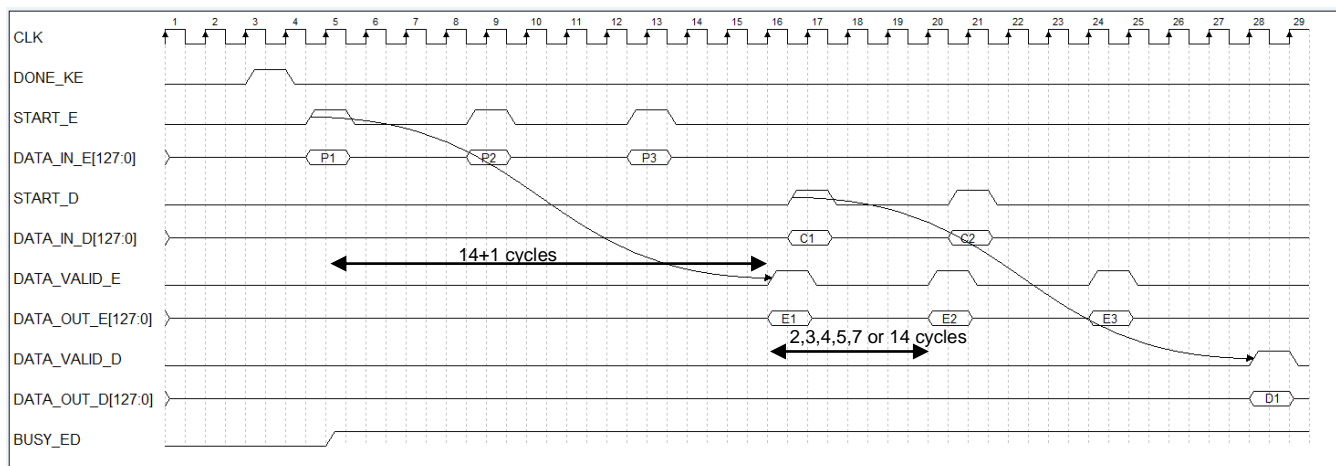 1 2 3 4 5 6 7 8 9 10 11 12 13 14 15 16 17 18 19 20 21 22 23 24 25 26 27 28 29
CLK
DONE_KE
START_E
DATA_IN_E[127:0] P1 P2 P3
START_D
DATA_IN_D[127:0] C1 C2
14+1 cycles
DATA_VALID_E
DATA_OUT_E[127:0] E1 E2 E3
2,3,4,5,7 or 14 cycles
DATA_VALID_D
DATA_OUT_D[127:0] D1
BUSY_ED